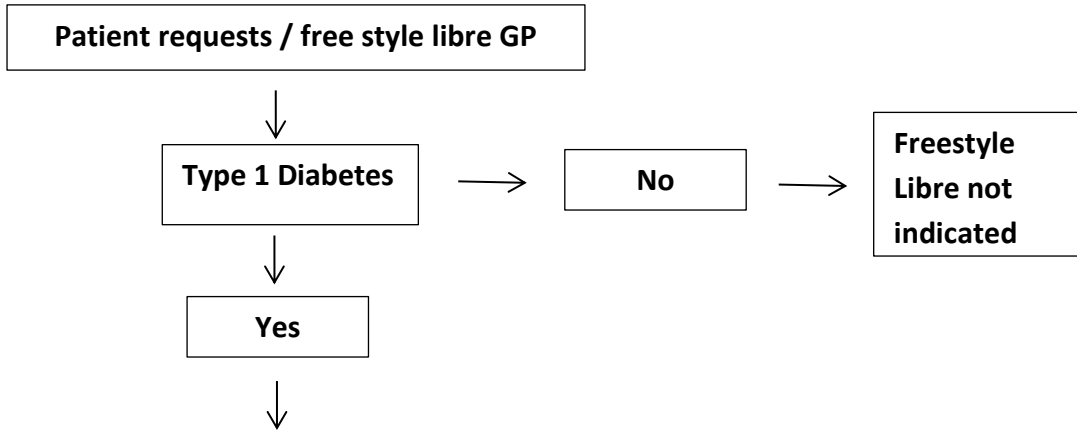 Patient requests / free style libre GP
Type 1 Diabetes
No
Freestyle
Libre not
indicated
Yes